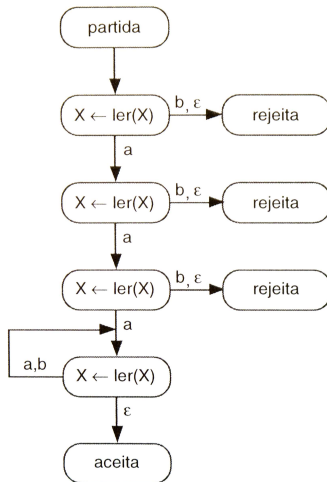 partida
X ← ler(X)
b, ε
rejeita
a
X ← ler(X)
b, ε
rejeita
a
X ← ler(X)
b, ε
rejeita
a
a,b
X ← ler(X)
ε
aceita